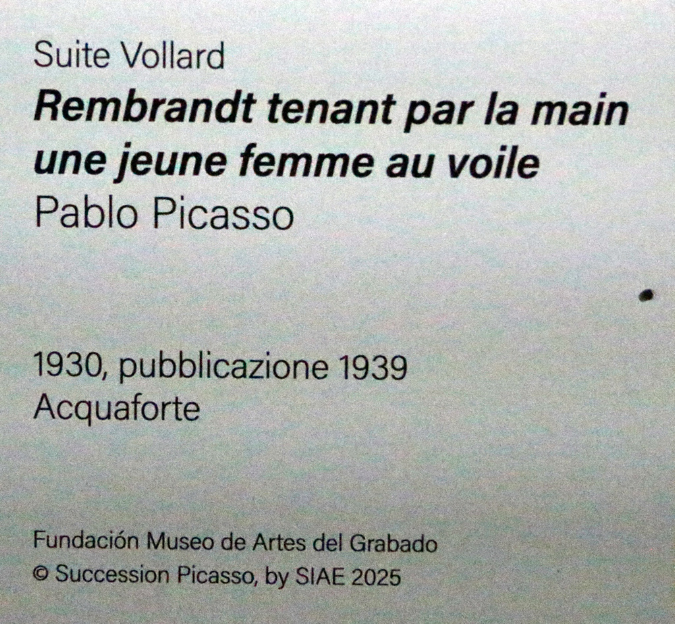 Suite Vollard
Rembrandt tenant par la main
une jeune femme au voile
Pablo Picasso
1930, pubblicazione 1939
Acquaforte
Fundación Museo de Artes del Grabado
© Succession Picasso, by SIAE 2025